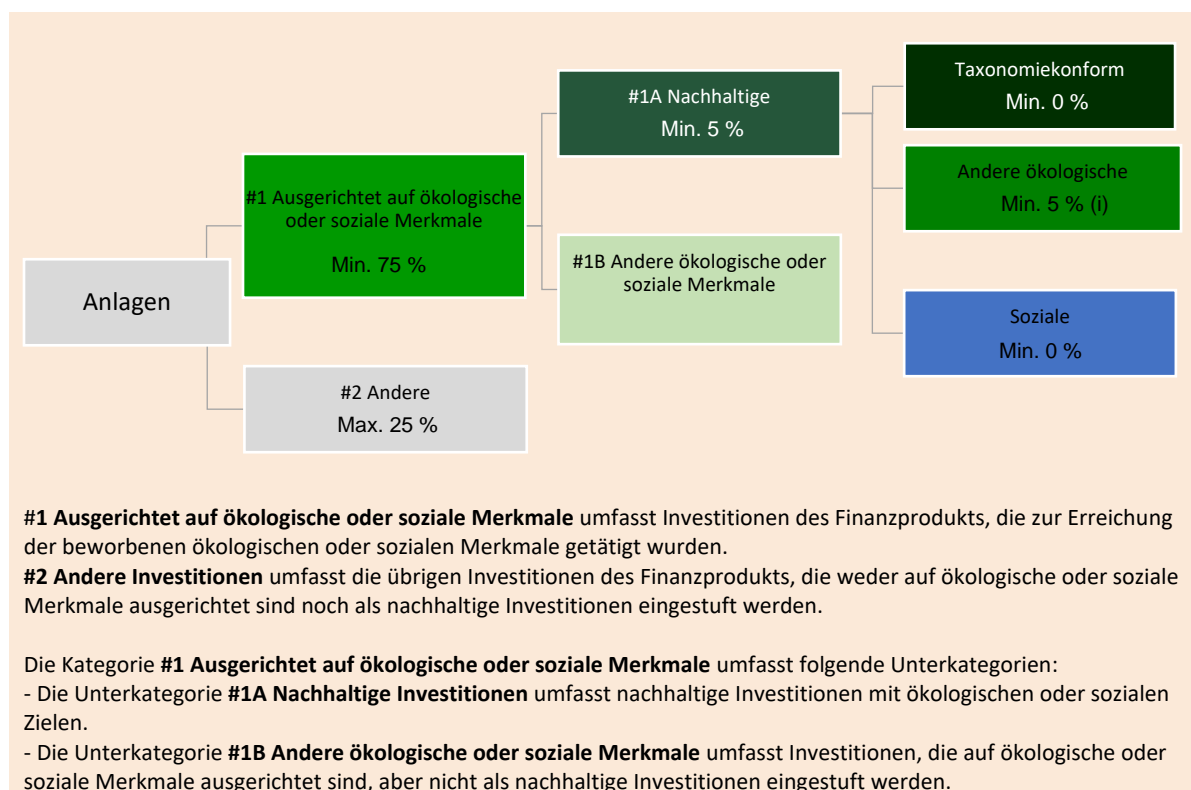 Anlagen
#1 Ausgerichtet auf ökologische
oder soziale Merkmale
Min. 75 %
#2 Andere
Max. 25 %
#1A Nachhaltige
Min. 5 %
#1B Andere ökologische oder
soziale Merkmale
Taxonomiekonform
Min. 0 %
Andere ökologische
Min. 5 % (i)
Soziale
Min. 0 %
#1 Ausgerichtet auf ökologische oder soziale Merkmale umfasst Investitionen des Finanzprodukts, die zur Erreichung
der beworbenen ökologischen oder sozialen Merkmale getätigt wurden.
#2 Andere Investitionen umfasst die übrigen Investitionen des Finanzprodukts, die weder auf ökologische oder soziale
Merkmale ausgerichtet sind noch als nachhaltige Investitionen eingestuft werden.
Die Kategorie #1 Ausgerichtet auf ökologische oder soziale Merkmale umfasst folgende Unterkategorien:
- Die Unterkategorie #1A Nachhaltige Investitionen umfasst nachhaltige Investitionen mit ökologischen oder sozialen
Zielen.
- Die Unterkategorie #1B Andere ökologische oder soziale Merkmale umfasst Investitionen, die auf ökologische oder
soziale Merkmale ausgerichtet sind, aber nicht als nachhaltige Investitionen eingestuft werden.